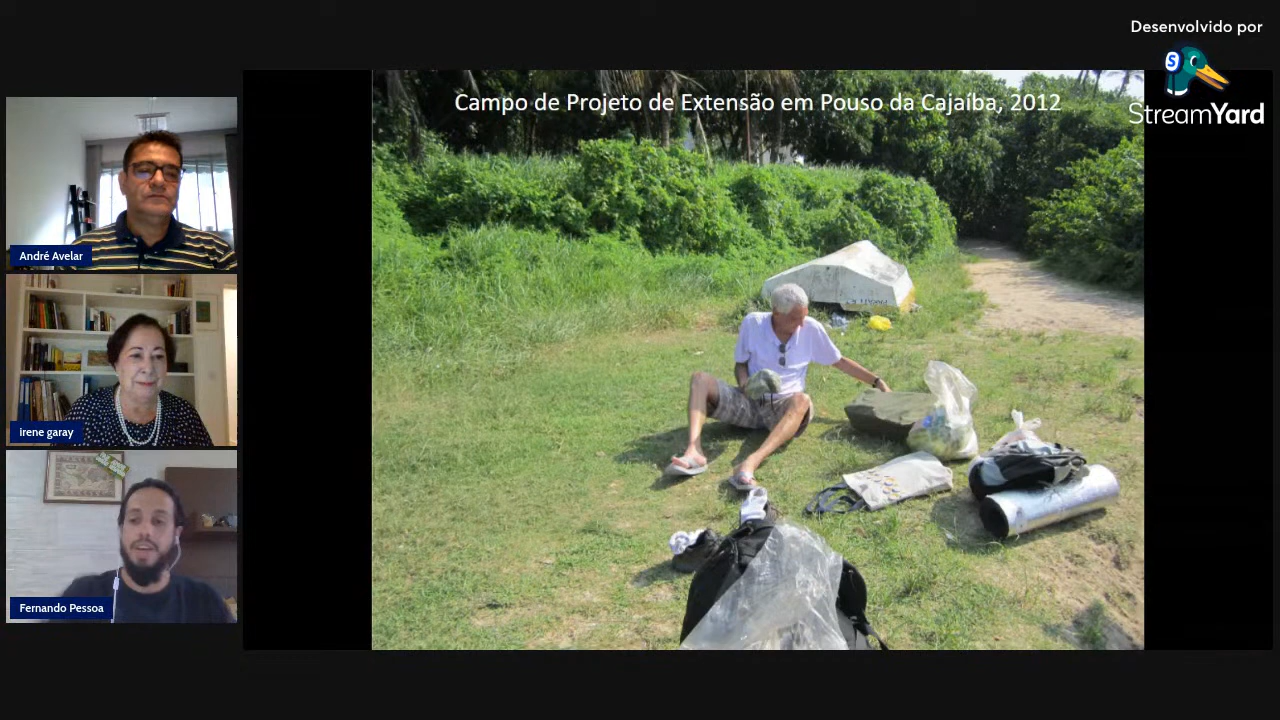 Desenvolvido por
StreamYard
Campo de Projeto de Extensão em Pouso da Cajaíba, 2012
André Avelar
irene garay
Fernando Pessoa